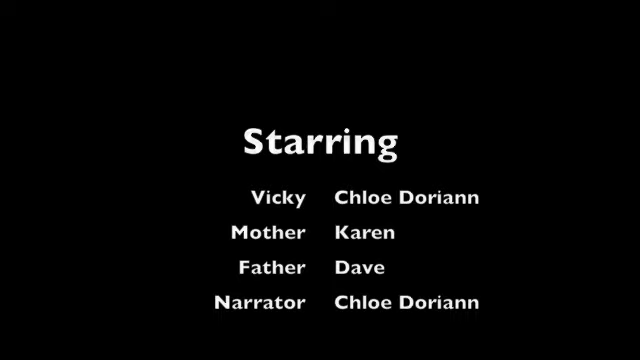 Starring
Vicky Chloe Doriann
Mother Karen
Father Dave
Narrator Chloe Doriann